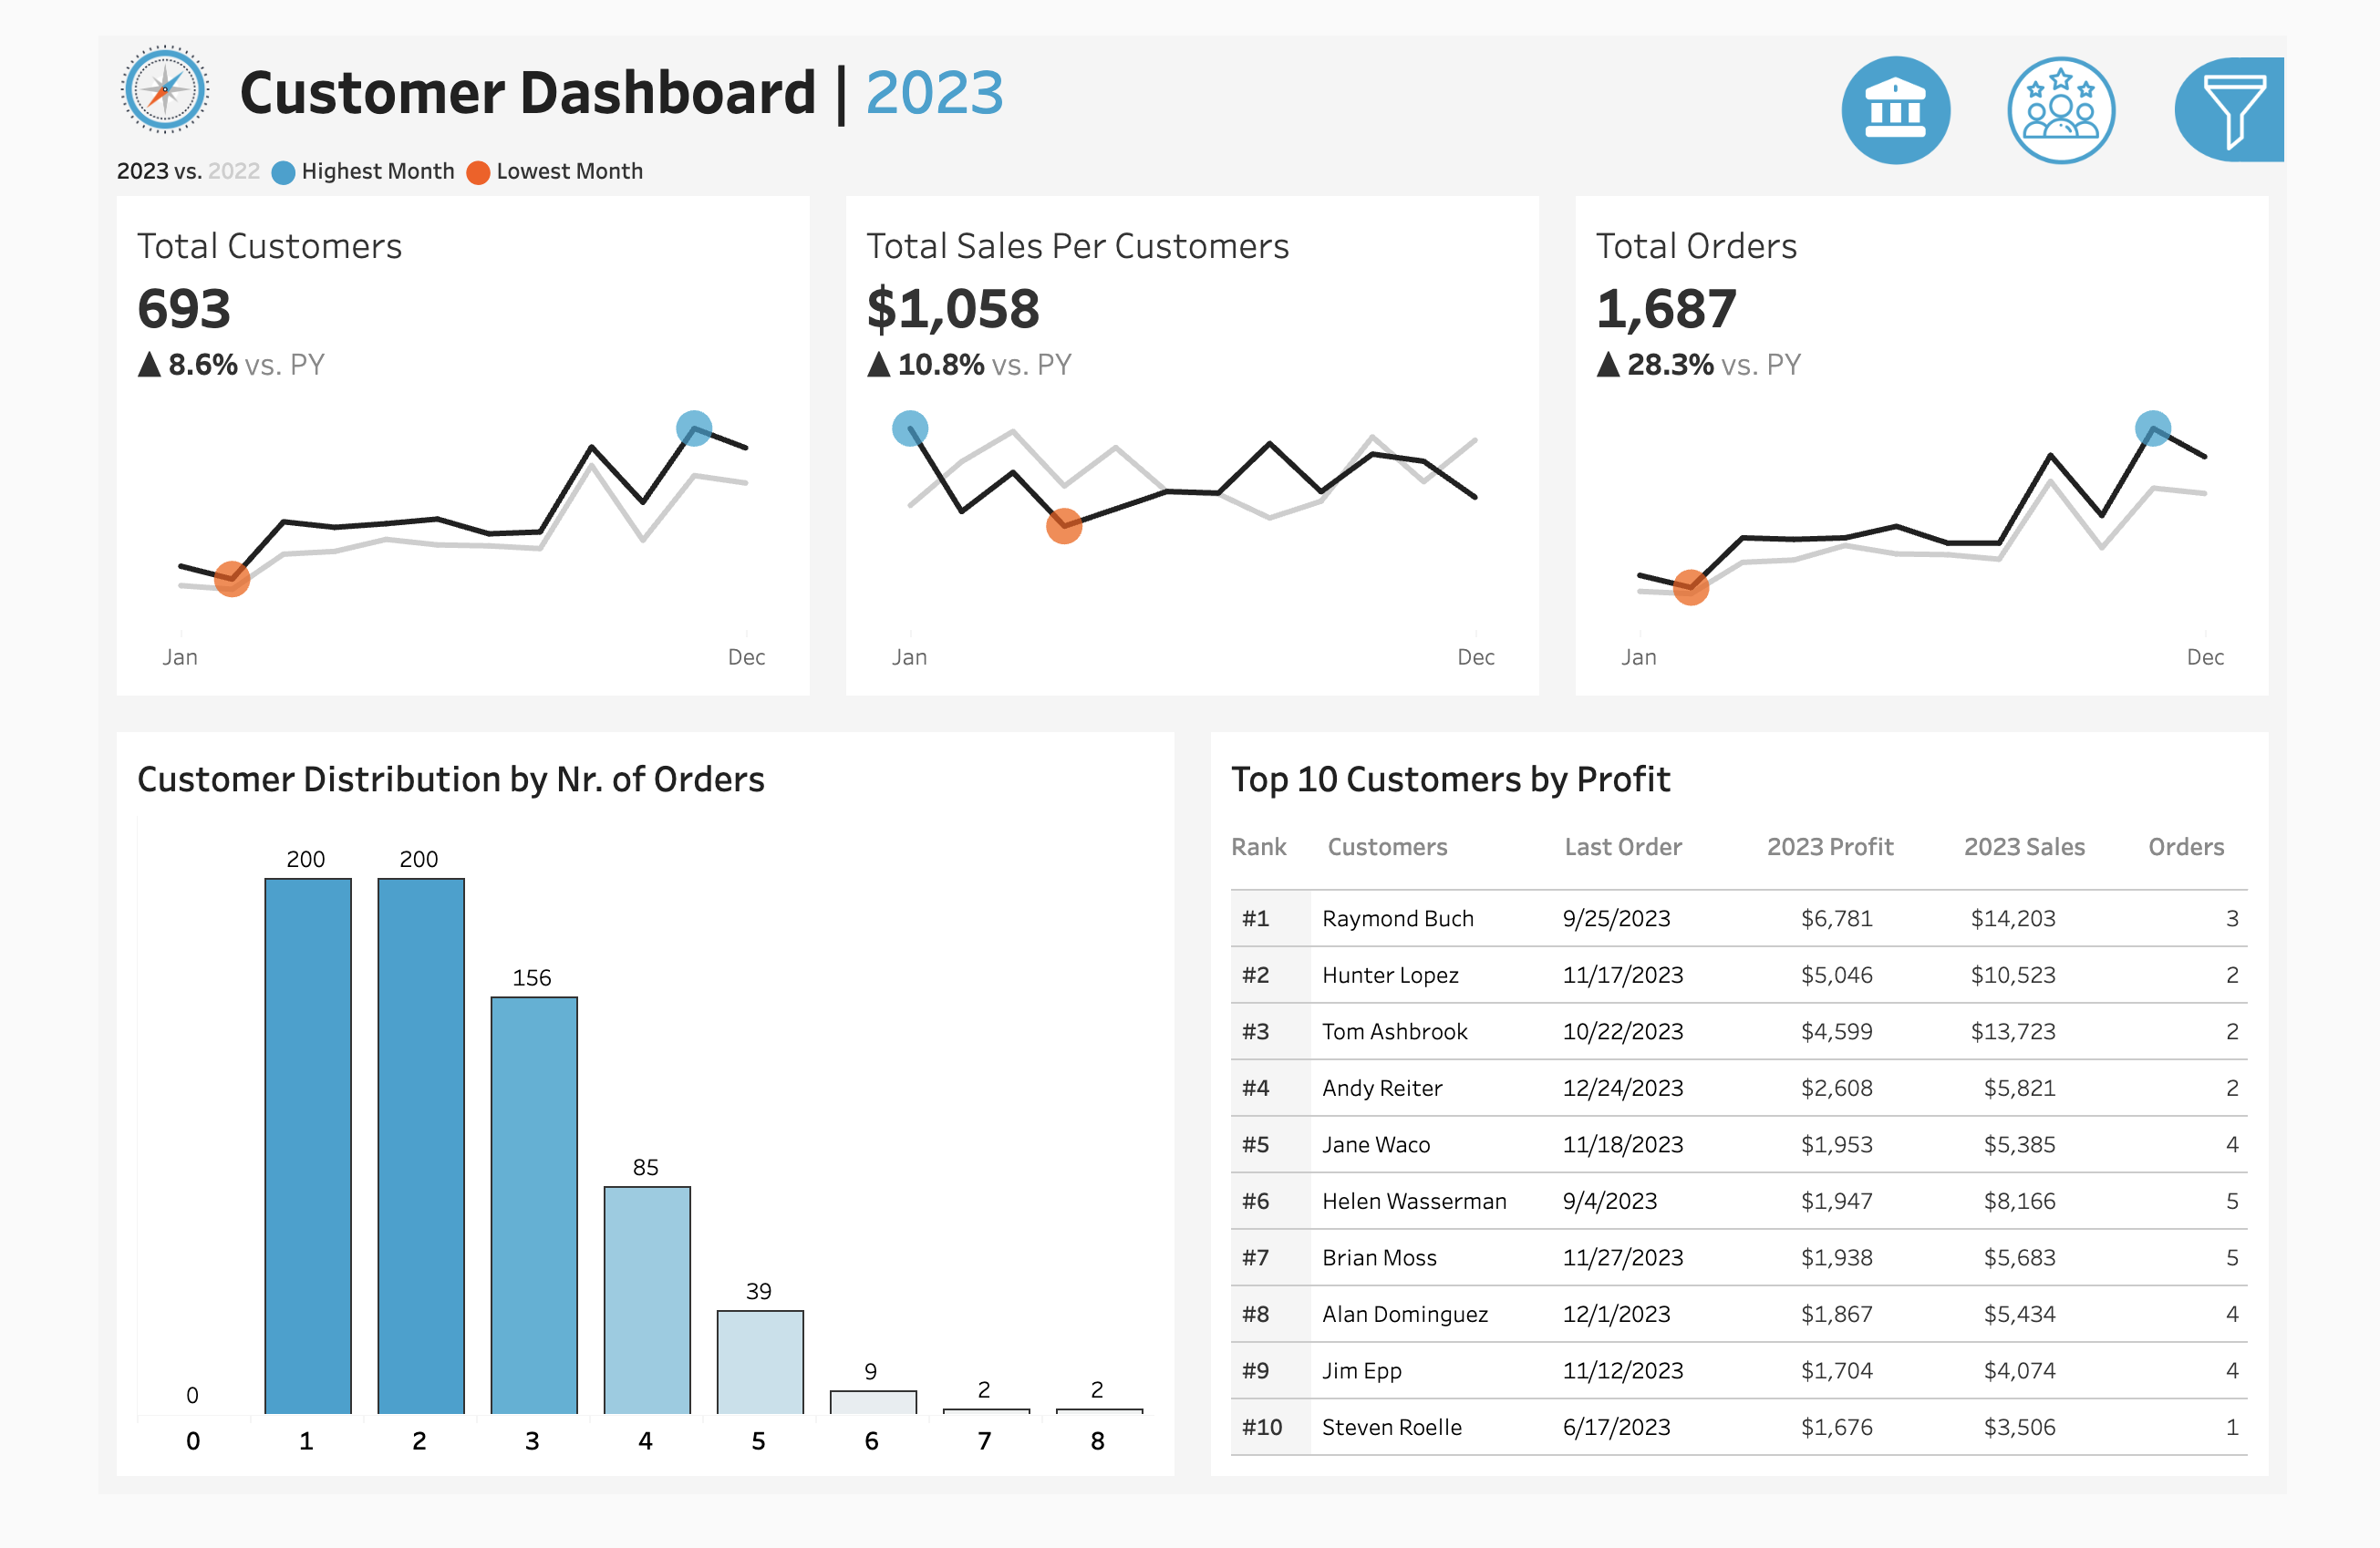 Customer Dashboard | 2023
2023 vs. 2022 Highest Month Lowest Month
Total Customers
693
▲ 8.6% vs. PY
Jan Dec
Total Sales Per Customers
$1,058
▲ 10.8% vs. PY
Jan Dec
Total Orders
1,687
▲ 28.3% vs. PY
Jan Dec
Customer Distribution by Nr. of Orders
0 200 200 156 85 39 9 2 2
0 1 2 3 4 5 6 7 8
Top 10 Customers by Profit
Rank Customers Last Order 2023 Profit 2023 Sales Orders
#1 Raymond Buch 9/25/2023 $6,781 $14,203 3
#2 Hunter Lopez 11/17/2023 $5,046 $10,523 2
#3 Tom Ashbrook 10/22/2023 $4,599 $13,723 2
#4 Andy Reiter 12/24/2023 $2,608 $5,821 2
#5 Jane Waco 11/18/2023 $1,953 $5,385 4
#6 Helen Wasserman 9/4/2023 $1,947 $8,166 5
#7 Brian Moss 11/27/2023 $1,938 $5,683 5
#8 Alan Dominguez 12/1/2023 $1,867 $5,434 4
#9 Jim Epp 11/12/2023 $1,704 $4,074 4
#10 Steven Roelle 6/17/2023 $1,676 $3,506 1